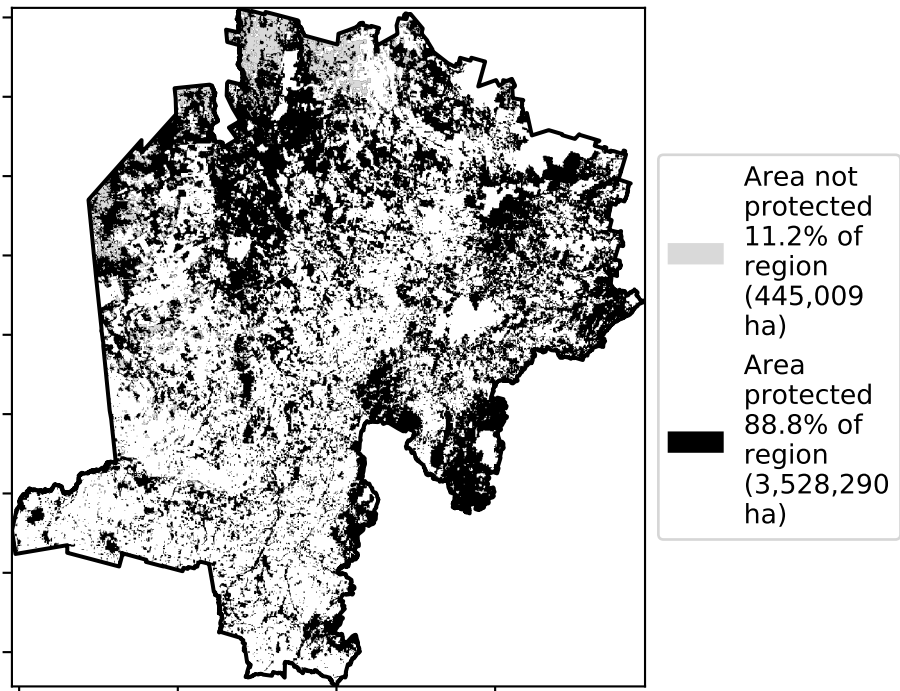 Area not
protected
11.2% of
region
(445,009
ha)
Area
protected
88.8% of
region
(3,528,290
ha)